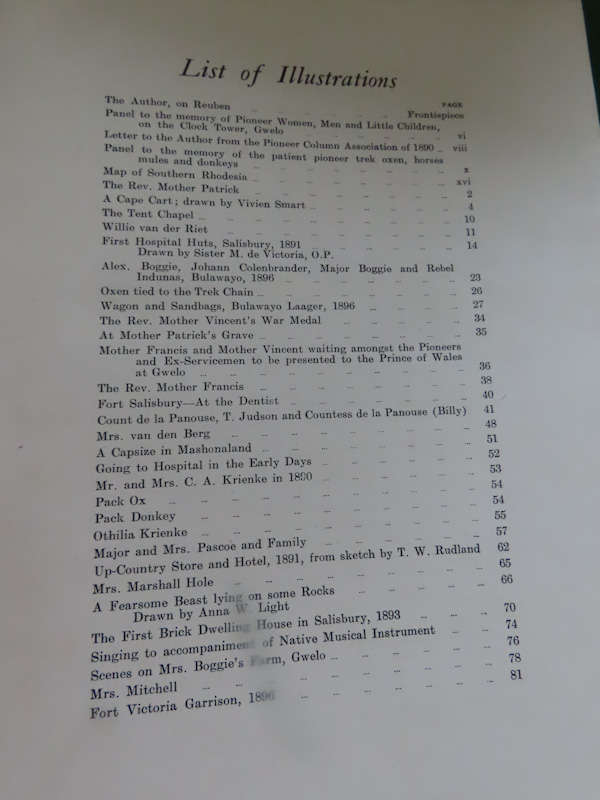 List of Illustrations
PAGE
The Author, on Reuben .. .. .. .. .. Frontispiece
Panel to the memory of Pioneer Women, Men and Little Children,
on the Clock Tower, Gwelo .. .. .. .. .. vi
Letter to the Author from the Pioneer Column Association of 1890 .. viii
Panel to the memory of the patient pioneer trek oxen, horses
mules and donkeys .. .. .. .. .. x
Map of Southern Rhodesia .. .. .. .. .. xvi
The Rev. Mother Patrick .. .. .. .. .. 2
A Cape Cart; drawn by Vivien Smart .. .. .. .. .. 4
The Tent Chapel .. .. .. .. .. .. 10
Willie van der Riet .. .. .. .. .. .. 11
First Hospital Huts, Salisbury, 1891 .. .. .. .. .. 14
Drawn by Sister M. de Victoria, O.P.
Alex. Boggie, Johann Colenbrander, Major Boggie and Rebel
Indunas, Bulawayo, 1896 .. .. .. .. .. 23
Oxen tied to the Trek Chain .. .. .. .. .. .. 26
Wagon and Sandbags, Bulawayo Laager, 1896 .. .. .. .. 27
The Rev. Mother Vincent's War Medal .. .. .. .. 34
At Mother Patrick's Grave .. .. .. .. .. .. 35
Mother Francis and Mother Vincent waiting amongst the Pioneers
and Ex-Servicemen to be presented to the Prince of Wales
at Gwelo .. .. .. .. .. .. 36
The Rev. Mother Francis .. .. .. .. .. .. 38
Fort Salisbury—At the Dentist .. .. .. .. .. 40
Count de la Panouse, T. Judson and Countess de la Panouse (Billy) 41
Mrs. van den Berg .. .. .. .. .. .. 48
A Capsize in Mashonaland .. .. .. .. .. .. 51
Going to Hospital in the Early Days .. .. .. .. .. 52
Mr. and Mrs. C. A. Krienke in 1890 .. .. .. .. .. 53
Pack Ox .. .. .. .. .. .. .. 54
Pack Donkey .. .. .. .. .. .. 54
Othilia Krienke .. .. .. .. .. .. 55
Major and Mrs. Pascoe and Family .. .. .. .. .. 57
Up-Country Store and Hotel, 1891, from sketch by T. W. Rudland 62
Mrs. Marshall Hole .. .. .. .. .. .. 65
A Fearsome Beast lying on some Rocks .. .. .. .. 66
Drawn by Anna W. Light
The First Brick Dwelling House in Salisbury, 1893 .. .. .. 70
Singing to accompaniment of Native Musical Instrument .. .. 74
Scenes on Mrs. Boggie's Farm, Gwelo .. .. .. .. .. 76
Mrs. Mitchell .. .. .. .. .. .. 78
Fort Victoria Garrison, 1896 .. .. .. .. .. 81